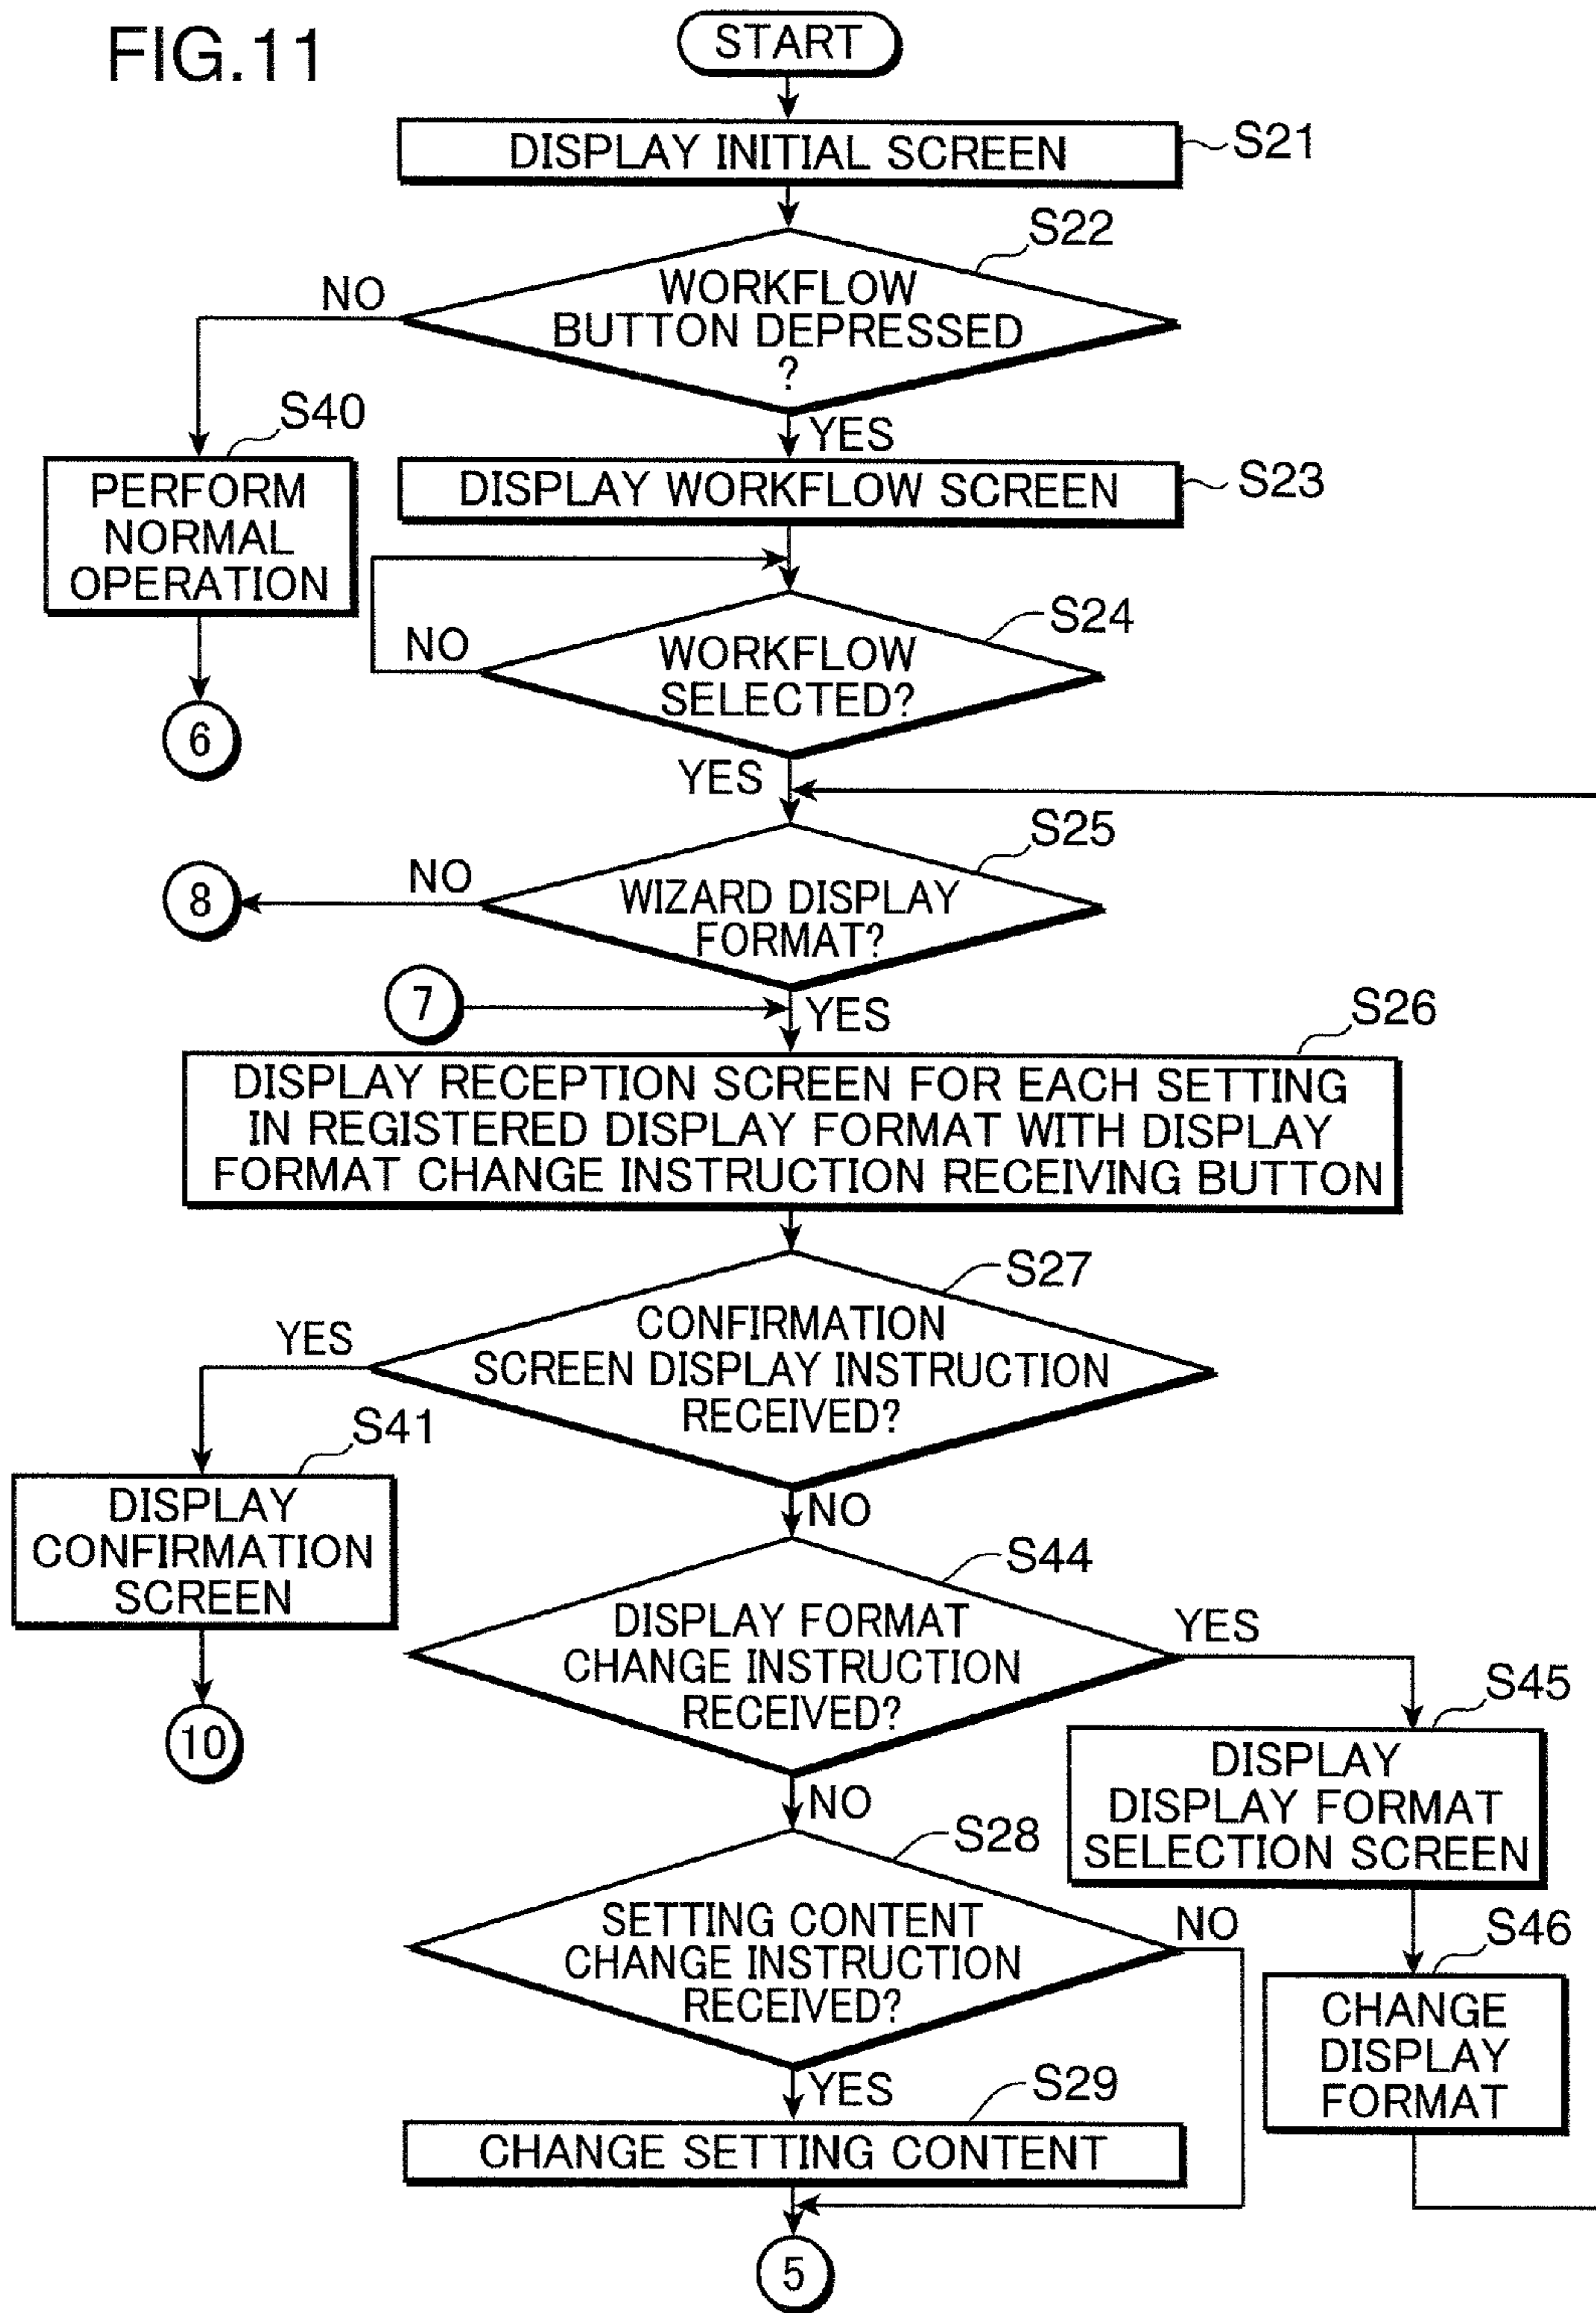 FIG.11
START
DISPLAY INITIAL SCREEN
S21
S22
WORKFLOW
BUTTON DEPRESSED
?
NO
YES
S40
PERFORM
NORMAL
OPERATION
DISPLAY WORKFLOW SCREEN
S23
S24
WORKFLOW
SELECTED?
NO
6
YES
S25
WIZARD DISPLAY
FORMAT?
NO
8
7
YES
S26
DISPLAY RECEPTION SCREEN FOR EACH SETTING
IN REGISTERED DISPLAY FORMAT WITH DISPLAY
FORMAT CHANGE INSTRUCTION RECEIVING BUTTON
S27
CONFIRMATION
SCREEN DISPLAY INSTRUCTION
RECEIVED?
YES
S41
DISPLAY
CONFIRMATION
SCREEN
10
NO
S44
DISPLAY FORMAT
CHANGE INSTRUCTION
RECEIVED?
YES
S45
DISPLAY
DISPLAY FORMAT
SELECTION SCREEN
NO
S28
SETTING CONTENT
CHANGE INSTRUCTION
RECEIVED?
NO
S46
CHANGE
DISPLAY
FORMAT
YES
S29
CHANGE SETTING CONTENT
5